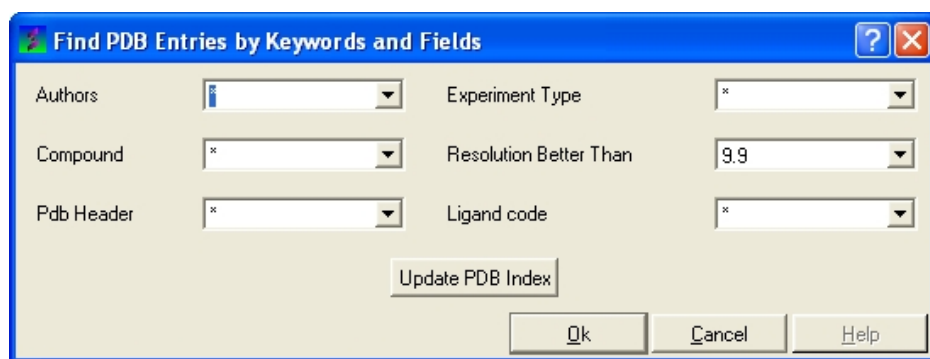 Find PDB Entries by Keywords and Fields
Authors * Experiment Type *
Compound * Resolution Better Than 9.9
Pdb Header * Ligand code *
Update PDB Index
Ok Cancel Help